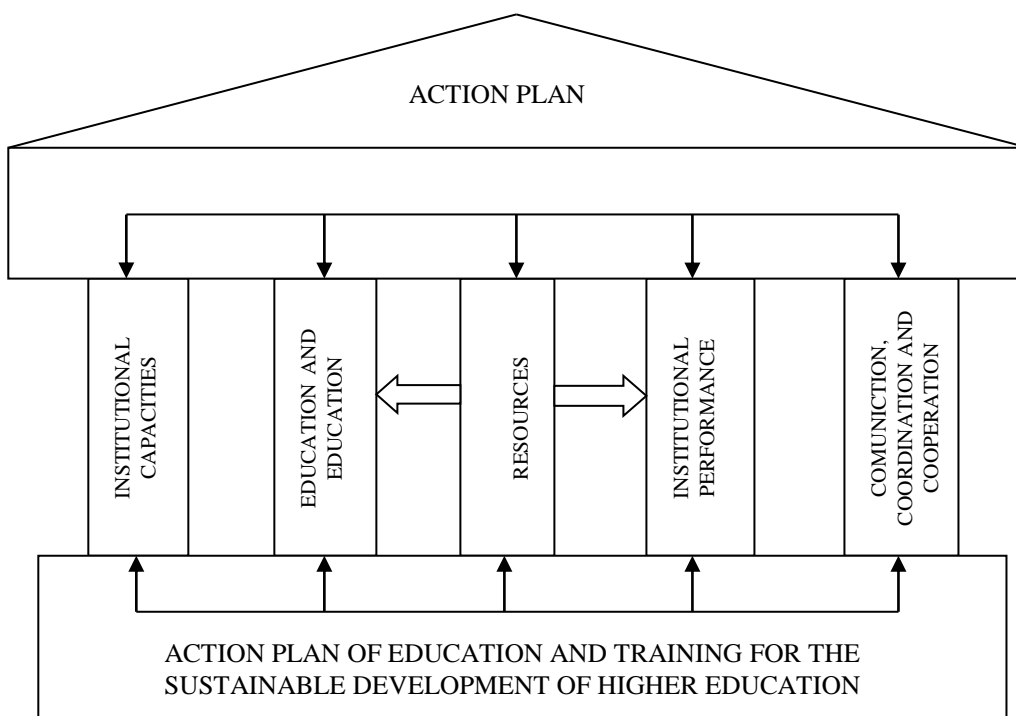 ACTION PLAN
INSTITUTIONAL
CAPACITIES
EDUCATION AND
EDUCATION
RESOURCES
INSTITUTIONAL
PERFORMANCE
COMUNICTION,
COORDINATION AND
COOPERATION
ACTION PLAN OF EDUCATION AND TRAINING FOR THE
SUSTAINABLE DEVELOPMENT OF HIGHER EDUCATION